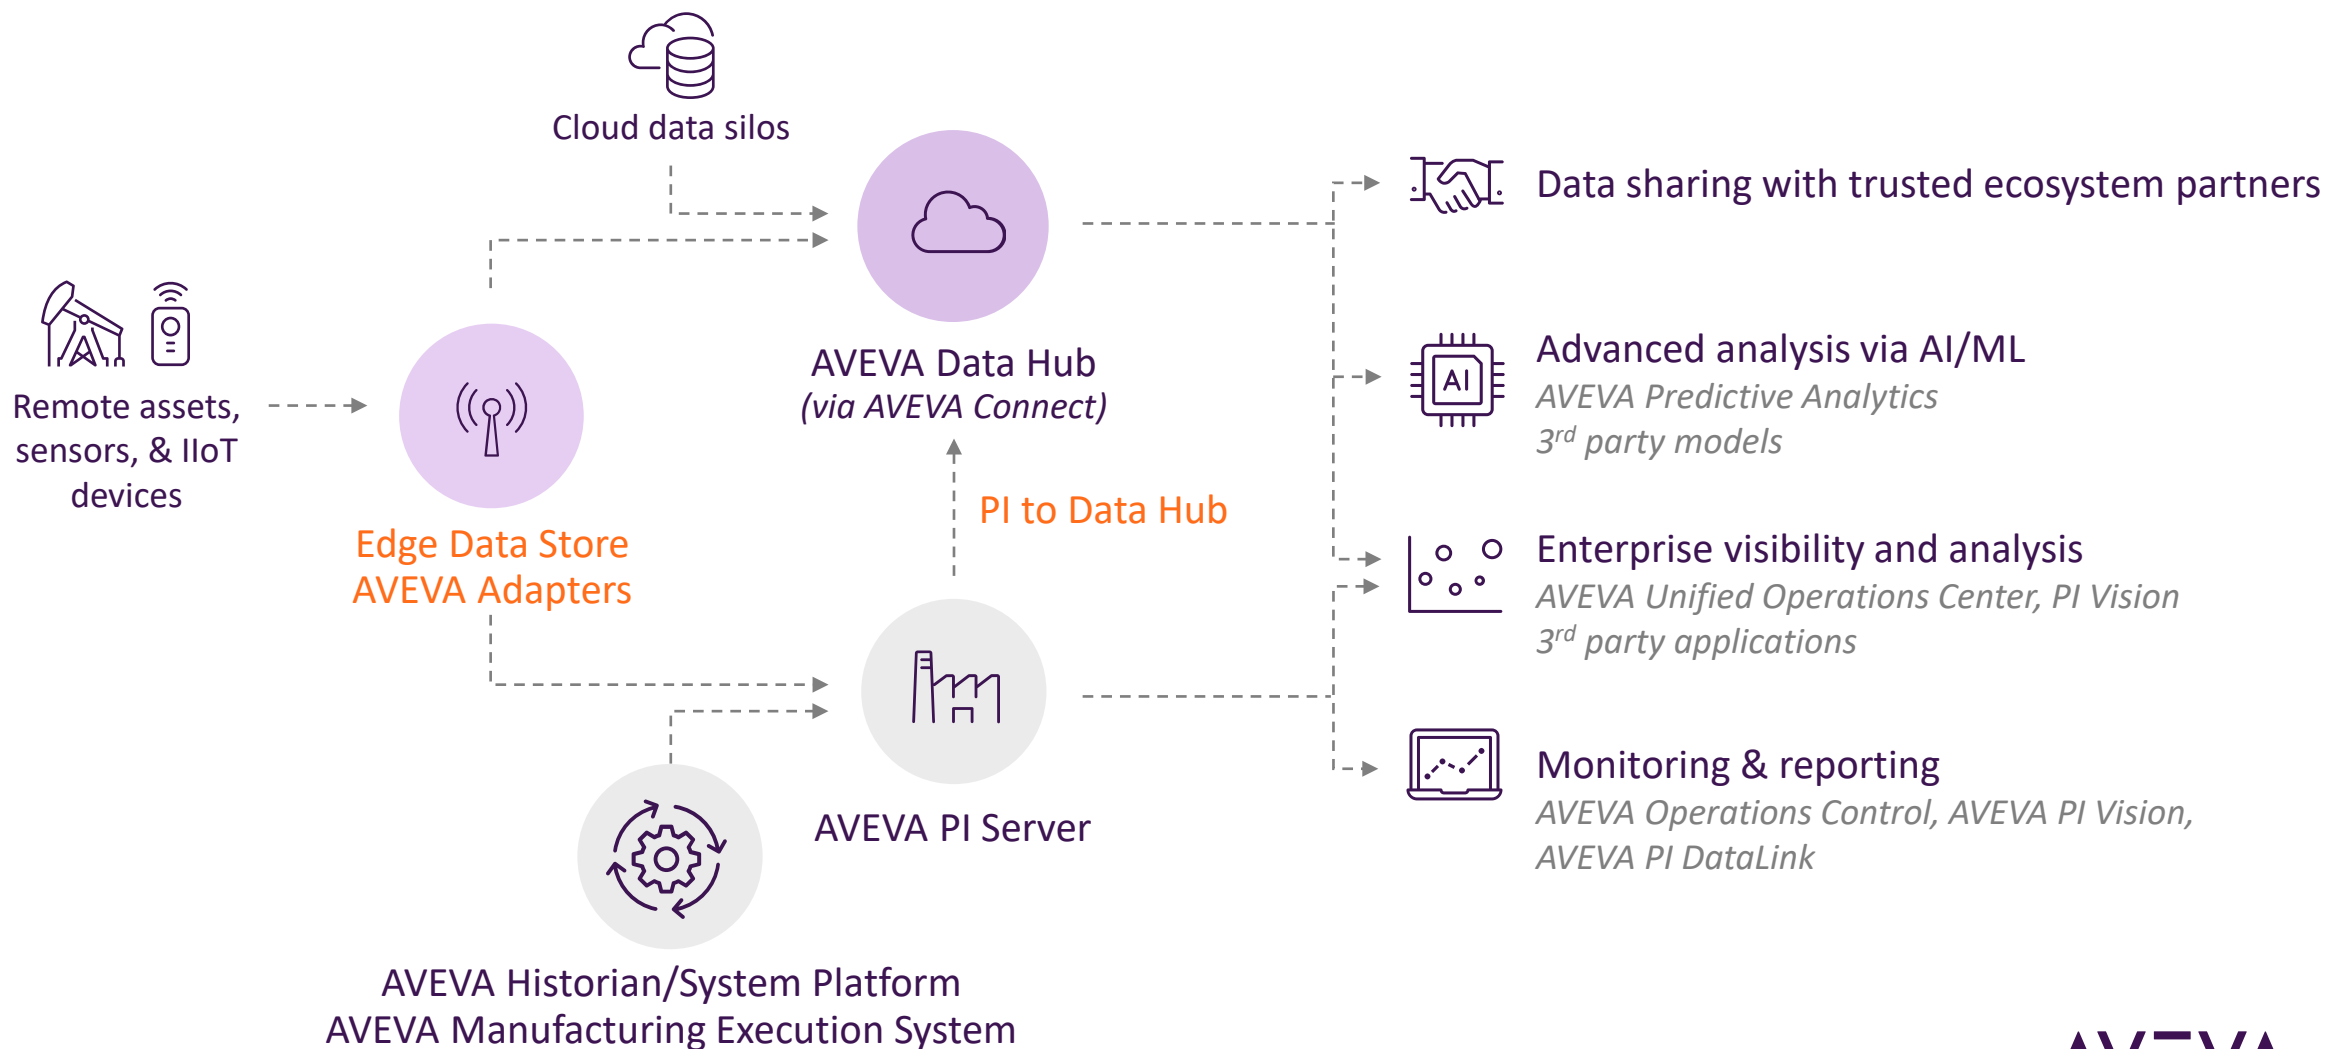 Cloud data silos
Remote assets,
sensors, & IIoT
devices
Edge Data Store
AVEVA Adapters
AVEVA Data Hub
(via AVEVA Connect)
PI to Data Hub
AVEVA PI Server
AVEVA Historian/System Platform
AVEVA Manufacturing Execution System
Data sharing with trusted ecosystem partners
AI
Advanced analysis via AI/ML
AVEVA Predictive Analytics
3rd party models
Enterprise visibility and analysis
AVEVA Unified Operations Center, PI Vision
3rd party applications
Monitoring & reporting
AVEVA Operations Control, AVEVA PI Vision,
AVEVA PI DataLink
AVEVA